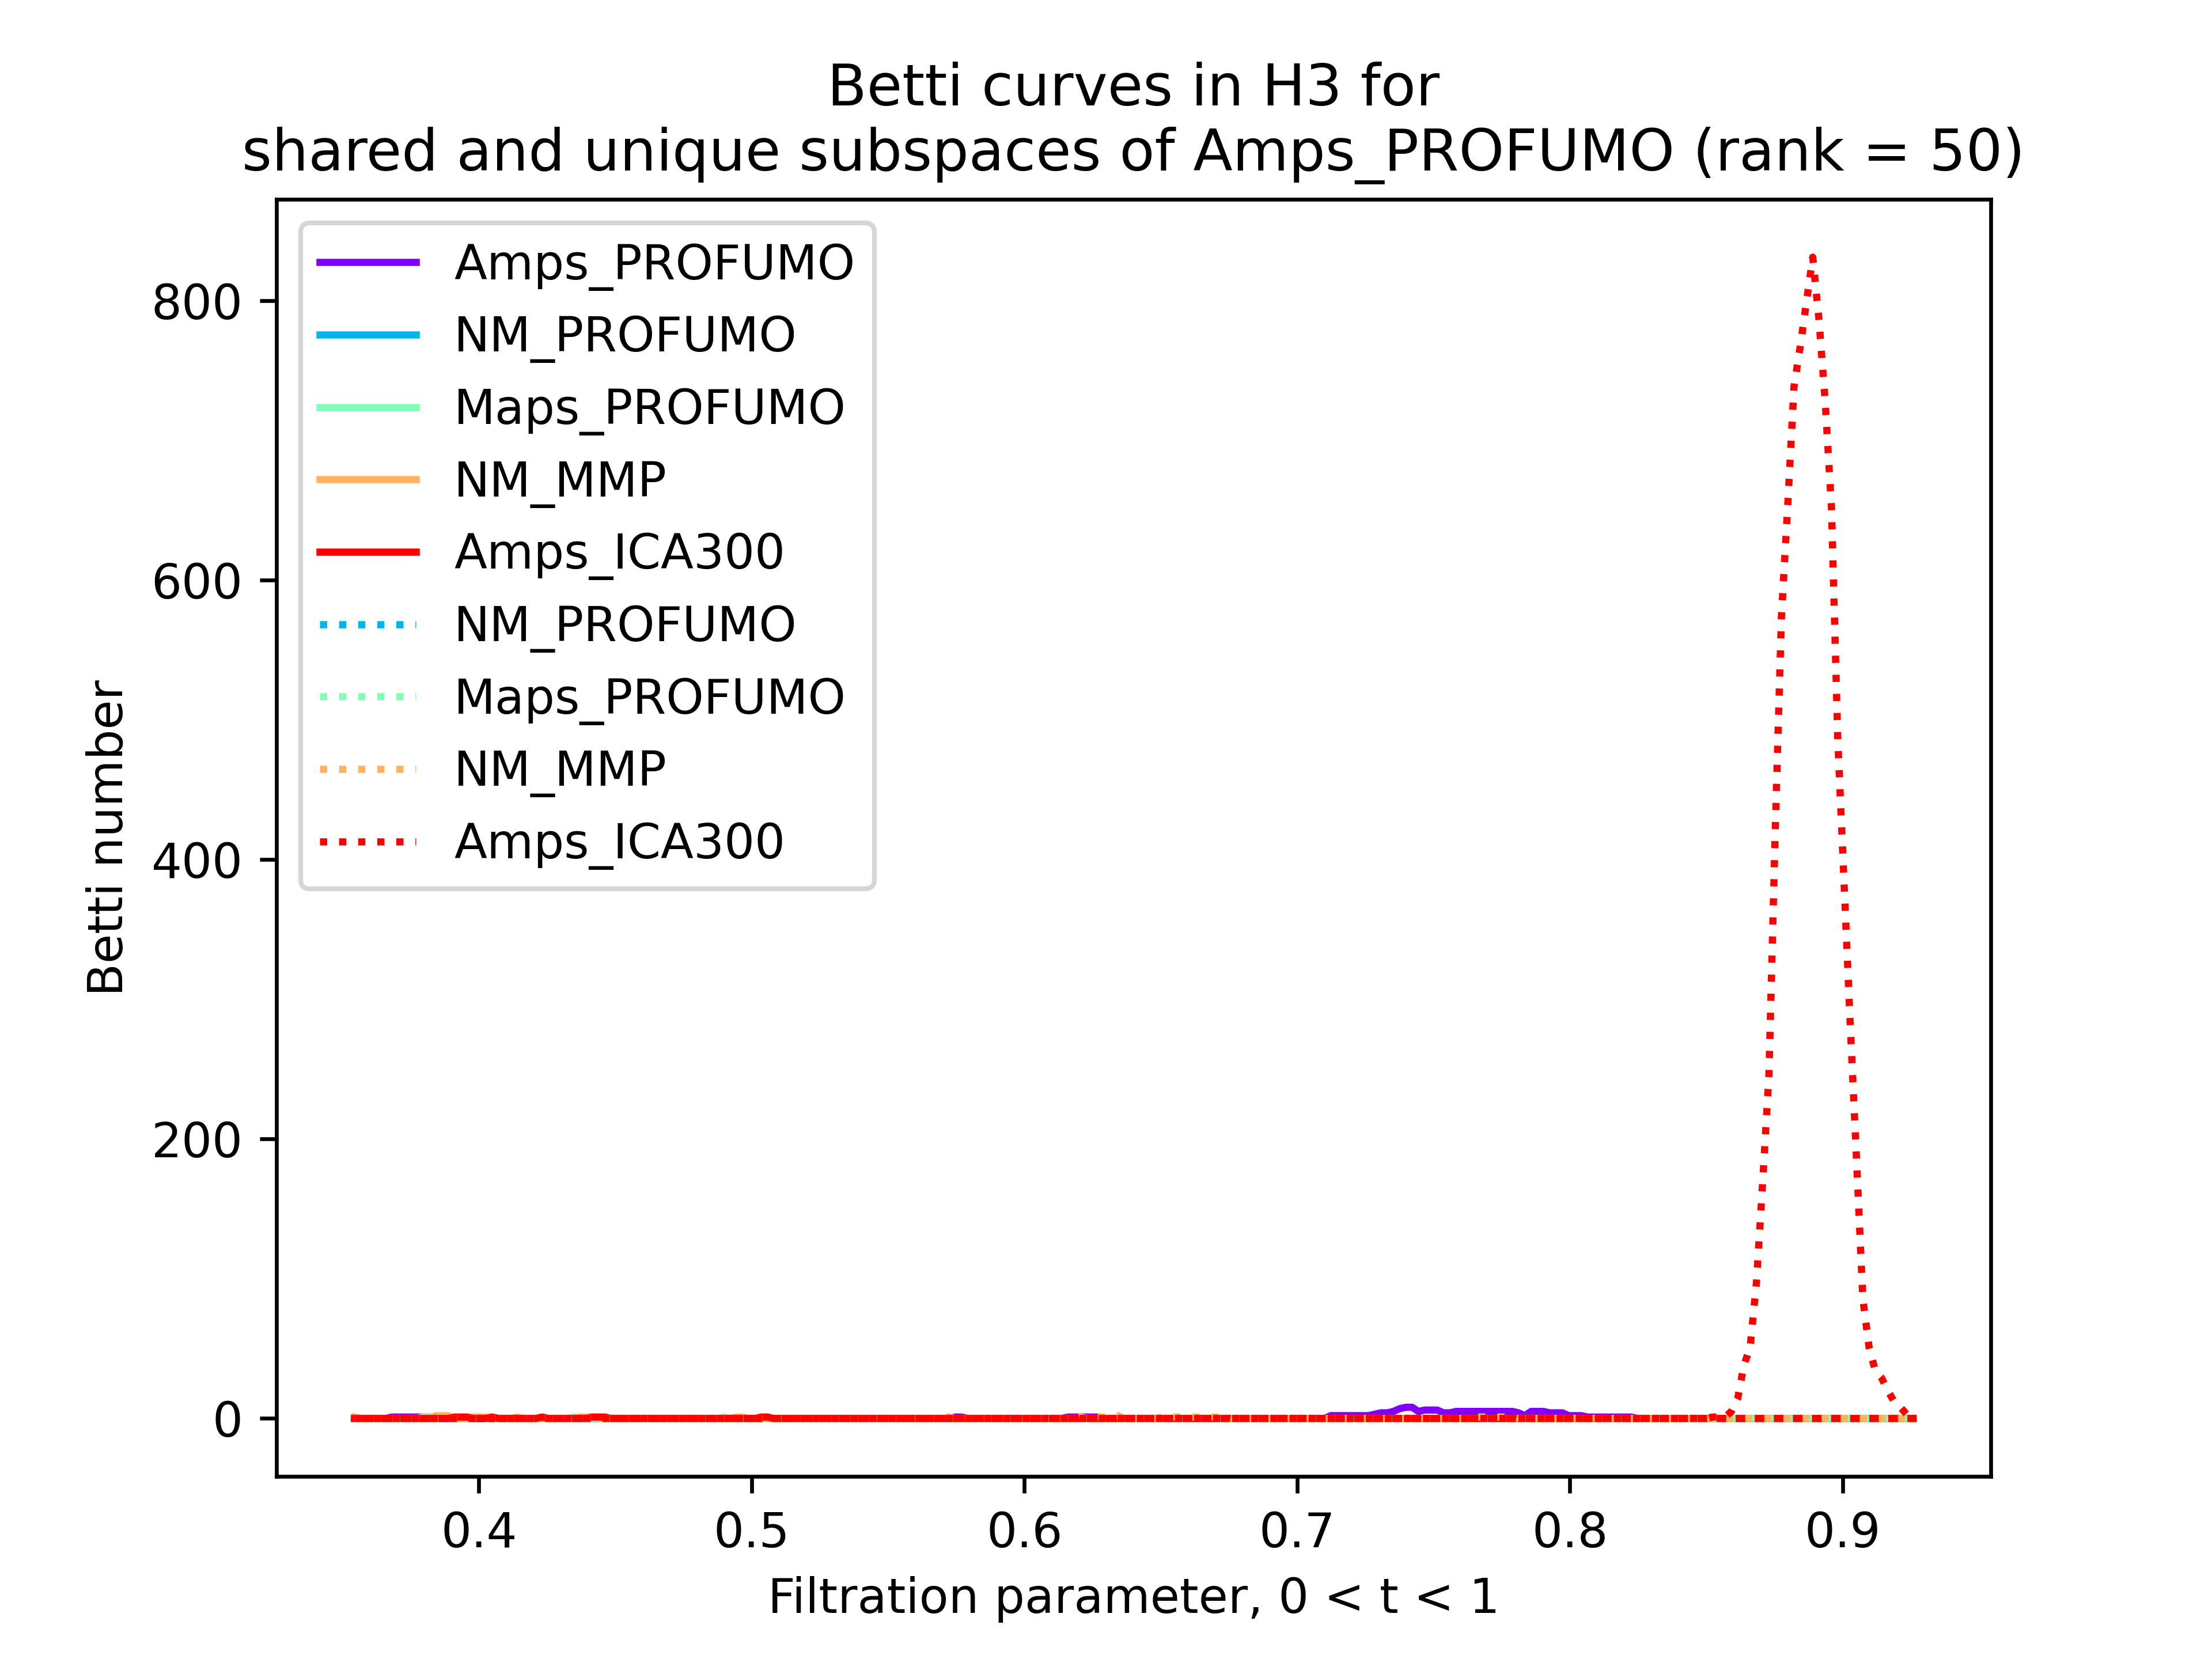 Betti curves in H3 for
shared and unique subspaces of Amps_PROFUMO (rank = 50)
Amps_PROFUMO
NM_PROFUMO
Maps_PROFUMO
NM_MMP
Amps_ICA300
NM_PROFUMO
Maps_PROFUMO
NM_MMP
Amps_ICA300
Betti number
800
600
400
200
0
0.4 0.5 0.6 0.7 0.8 0.9
Filtration parameter, 0 < t < 1